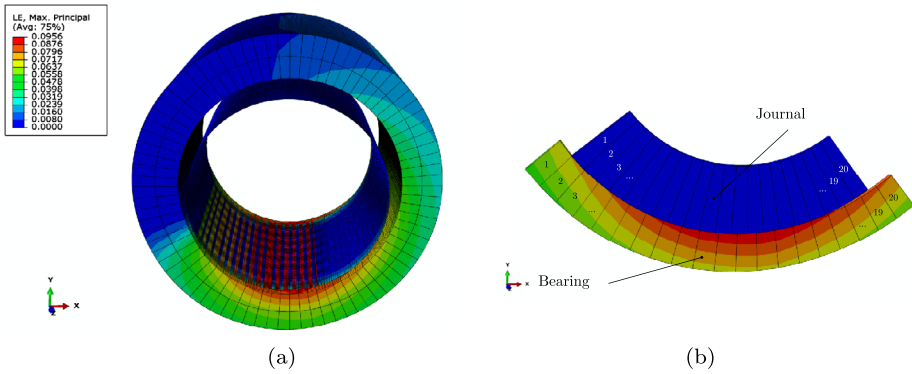 LE, Max. Principal
(Avg: 75%)
0.0956
0.0876
0.0796
0.0717
0.0637
0.0558
0.0478
0.0398
0.0319
0.0239
0.0160
0.0080
0.0000
Y
X
Z
(a)
Journal
1
2
3
...
20
19
...
1
2
3
...
20
19
...
Bearing
Y
X
Z
(b)